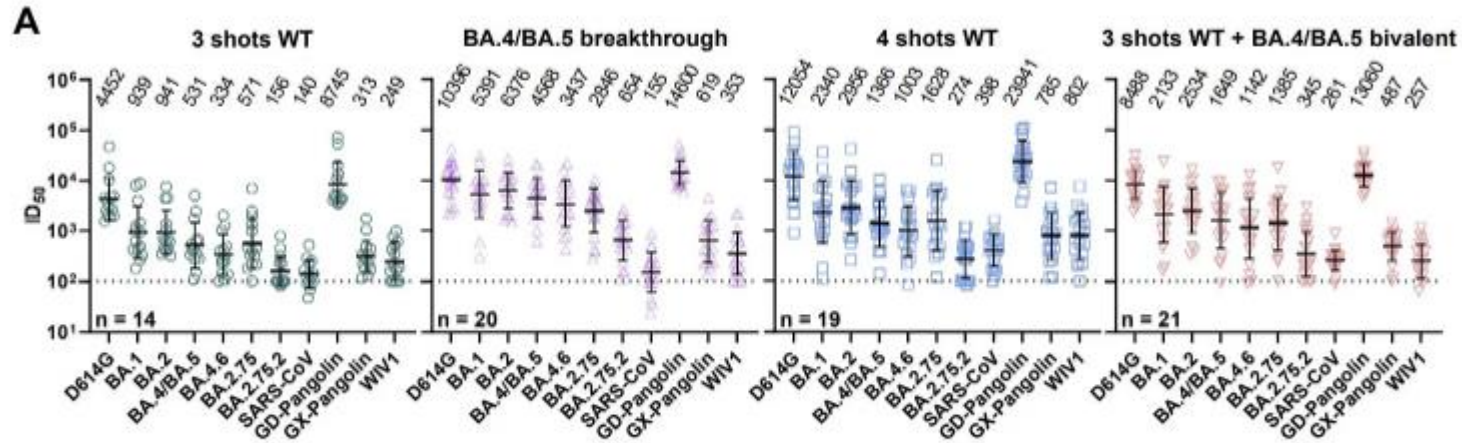 A
3 shots WT
BA.4/BA.5 breakthrough
4 shots WT
3 shots WT + BA.4/BA.5 bivalent
4452 939 941 531 334 571 156 140 8745 313 249
10396 5391 6376 4568 3437 2846 654 155 14600 619 353
12054 2340 2956 1386 1003 1628 274 398 23941 785 802
8488 2133 2534 1649 1142 1385 345 261 13060 487 257
ID50
10⁶
10⁵
10⁴
10³
10²
10¹
n = 14
n = 20
n = 19
n = 21
D614G BA.1 BA.2 BA.4/BA.5 BA.4.6 BA.2.75 BA.2.75.2 SARS-CoV GD-Pangolin GX-Pangolin WIV1
D614G BA.1 BA.2 BA.4/BA.5 BA.4.6 BA.2.75 BA.2.75.2 SARS-CoV GD-Pangolin GX-Pangolin WIV1
D614G BA.1 BA.2 BA.4/BA.5 BA.4.6 BA.2.75 BA.2.75.2 SARS-CoV GD-Pangolin GX-Pangolin WIV1
D614G BA.1 BA.2 BA.4/BA.5 BA.4.6 BA.2.75 BA.2.75.2 SARS-CoV GD-Pangolin GX-Pangolin WIV1